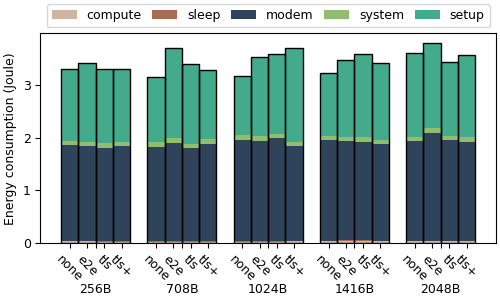 compute sleep modem system setup
Energy consumption (Joule)
3
2
1
0
none e2e tls tls+ none e2e tls tls+ none e2e tls tls+ none e2e tls tls+ none e2e tls tls+
256B 708B 1024B 1416B 2048B